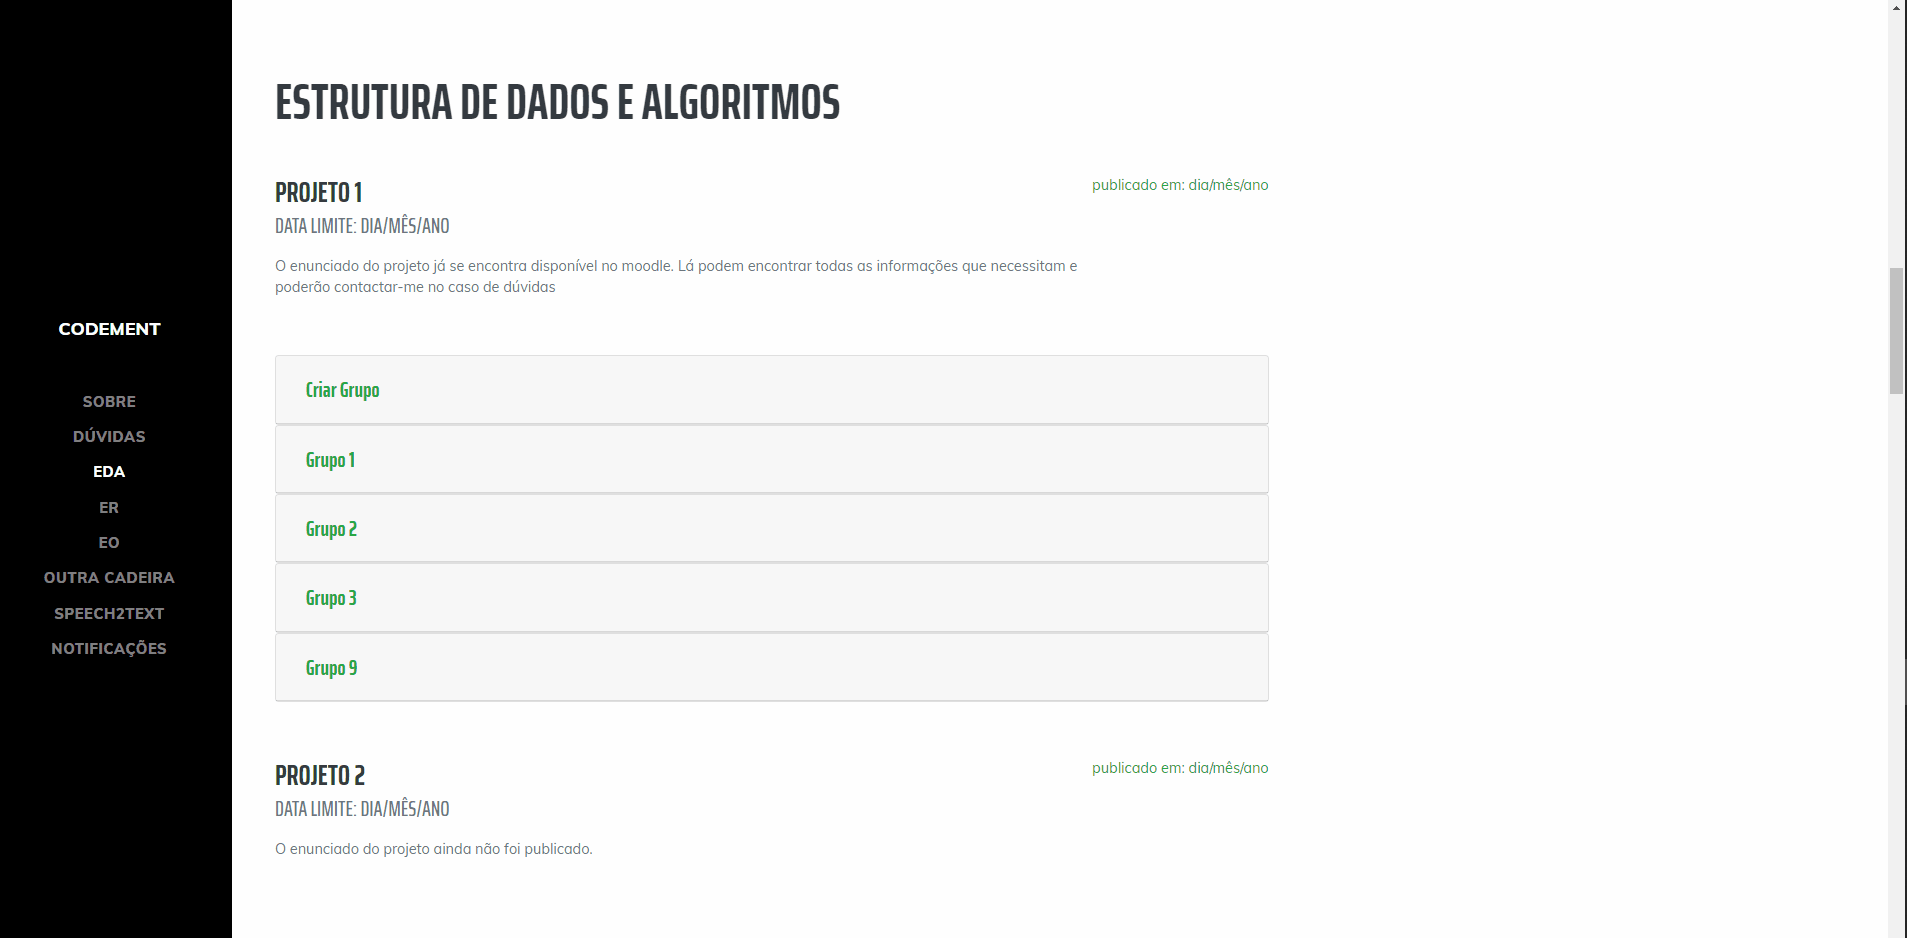 CODEMENT
SOBRE
DÚVIDAS
EDA
ER
EO
OUTRA CADEIRA
SPEECH2TEXT
NOTIFICAÇÕES
ESTRUTURA DE DADOS E ALGORITMOS
PROJETO 1
publicado em: dia/mês/ano
DATA LIMITE: DIA/MÊS/ANO
O enunciado do projeto já se encontra disponível no moodle. Lá podem encontrar todas as informações que necessitam e
poderão contactar-me no caso de dúvidas
Criar Grupo
Grupo 1
Grupo 2
Grupo 3
Grupo 9
PROJETO 2
publicado em: dia/mês/ano
DATA LIMITE: DIA/MÊS/ANO
O enunciado do projeto ainda não foi publicado.